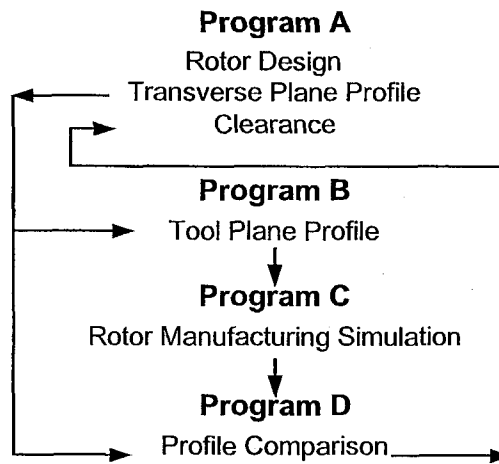 Program A
Rotor Design
Transverse Plane Profile
Clearance
Program B
Tool Plane Profile
Program C
Rotor Manufacturing Simulation
Program D
Profile Comparison